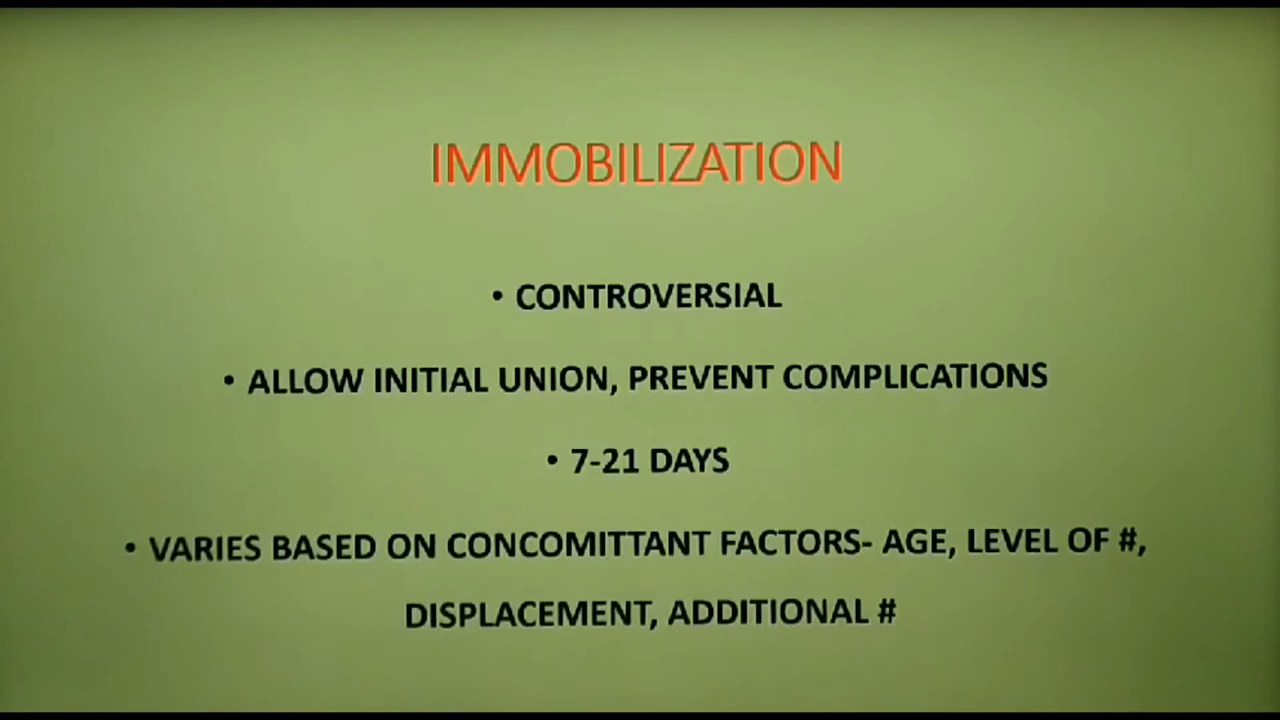 IMMOBILIZATION
• CONTROVERSIAL
• ALLOW INITIAL UNION, PREVENT COMPLICATIONS
• 7-21 DAYS
• VARIES BASED ON CONCOMITTANT FACTORS- AGE, LEVEL OF #,
DISPLACEMENT, ADDITIONAL #